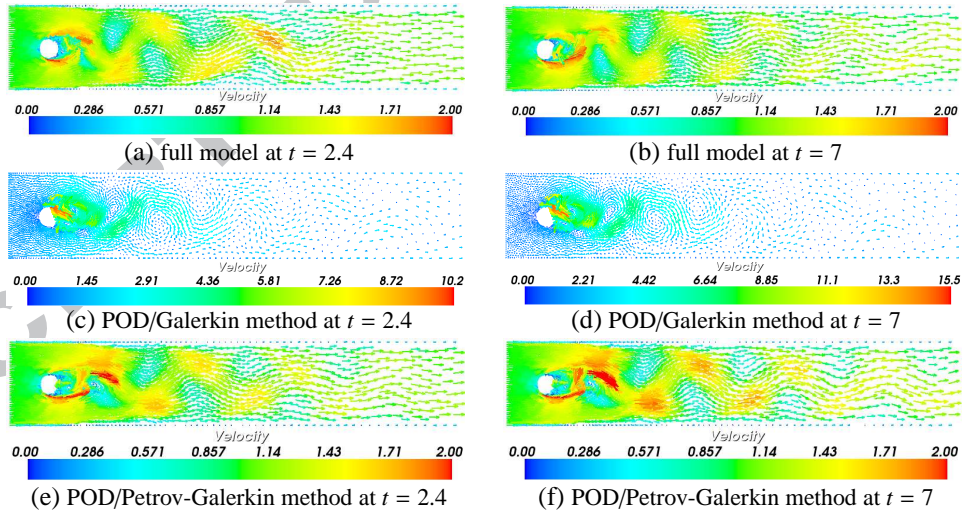 Velocity
0.00 0.286 0.571 0.857 1.14 1.43 1.71 2.00
(a) full model at t = 2.4
Velocity
0.00 0.286 0.571 0.857 1.14 1.43 1.71 2.00
(b) full model at t = 7
Velocity
0.00 1.45 2.91 4.36 5.81 7.26 8.72 10.2
(c) POD/Galerkin method at t = 2.4
Velocity
0.00 2.21 4.42 6.64 8.85 11.1 13.3 15.5
(d) POD/Galerkin method at t = 7
Velocity
0.00 0.286 0.571 0.857 1.14 1.43 1.71 2.00
(e) POD/Petrov-Galerkin method at t = 2.4
Velocity
0.00 0.286 0.571 0.857 1.14 1.43 1.71 2.00
(f) POD/Petrov-Galerkin method at t = 7